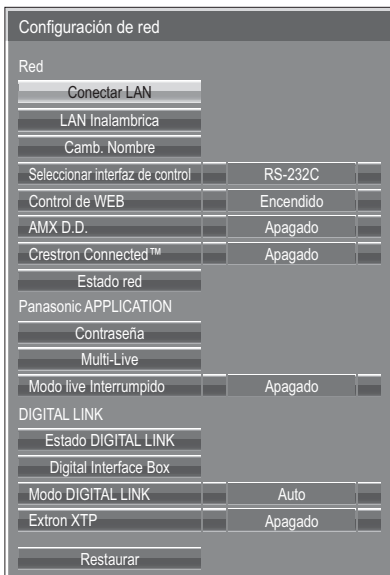 Configuración de red
Red
Conectar LAN
LAN Inalambrica
Camb. Nombre
Seleccionar interfaz de control RS-232C
Control de WEB Encendido
AMX D.D. Apagado
Crestron Connected™ Apagado
Estado red
Panasonic APPLICATION
Contraseña
Multi-Live
Modo live Interrumpido Apagado
DIGITAL LINK
Estado DIGITAL LINK
Digital Interface Box
Modo DIGITAL LINK Auto
Extron XTP Apagado
Restaurar